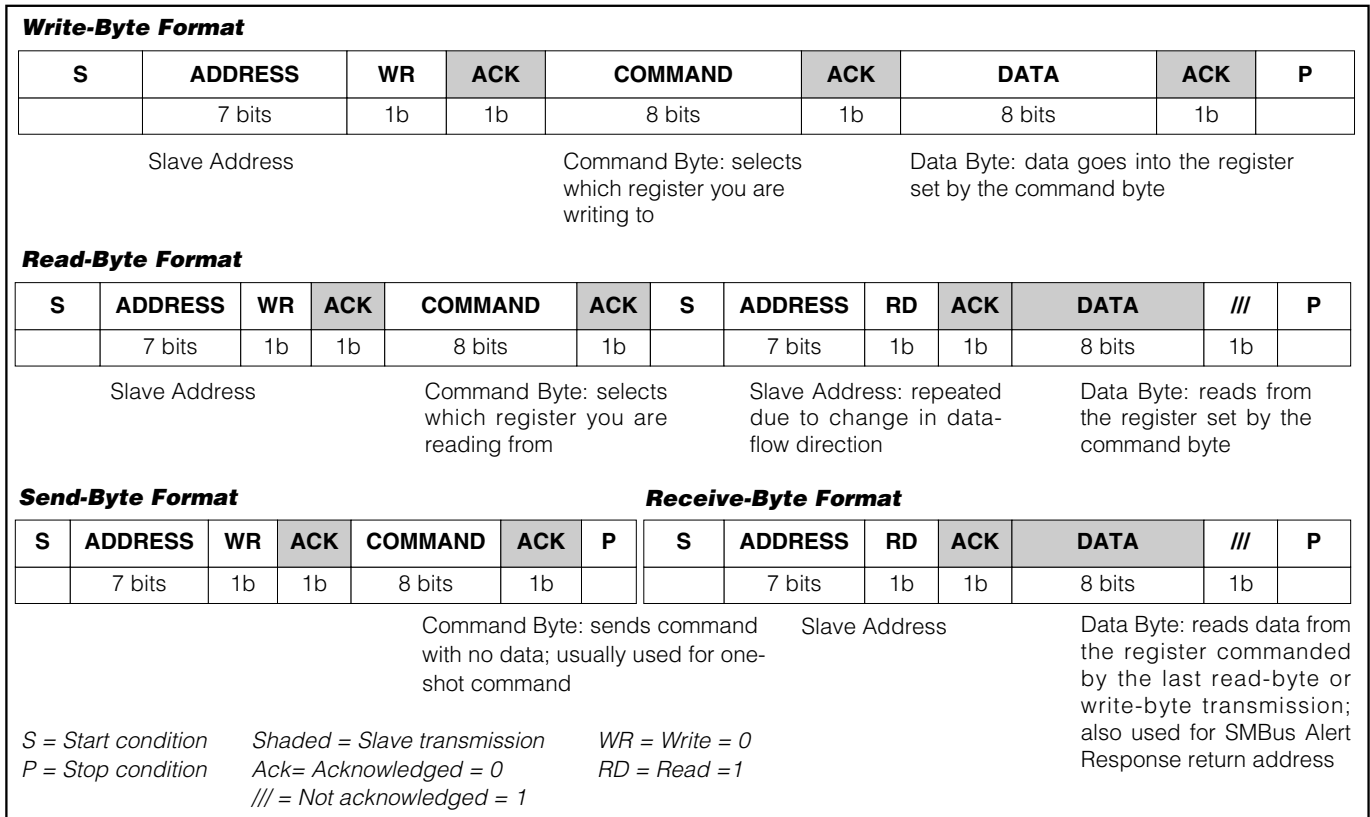 Write-Byte Format
S ADDRESS WR ACK COMMAND ACK DATA ACK P
7 bits 1b 1b 8 bits 1b 8 bits 1b
Slave Address
Command Byte: selects
which register you are
writing to
Data Byte: data goes into the register
set by the command byte
Read-Byte Format
S ADDRESS WR ACK COMMAND ACK S ADDRESS RD ACK DATA /// P
7 bits 1b 1b 8 bits 1b 7 bits 1b 1b 8 bits 1b
Slave Address
Command Byte: selects
which register you are
reading from
Slave Address: repeated
due to change in data-
flow direction
Data Byte: reads from
the register set by the
command byte
Send-Byte Format
S ADDRESS WR ACK COMMAND ACK P
7 bits 1b 1b 8 bits 1b
Command Byte: sends command
with no data; usually used for one-
shot command
Receive-Byte Format
S ADDRESS RD ACK DATA /// P
7 bits 1b 1b 8 bits 1b
Slave Address
Data Byte: reads data from
the register commanded
by the last read-byte or
write-byte transmission;
also used for SMBus Alert
Response return address
S = Start condition
P = Stop condition
Shaded = Slave transmission
Ack= Acknowledged = 0
/// = Not acknowledged = 1
WR = Write = 0
RD = Read =1